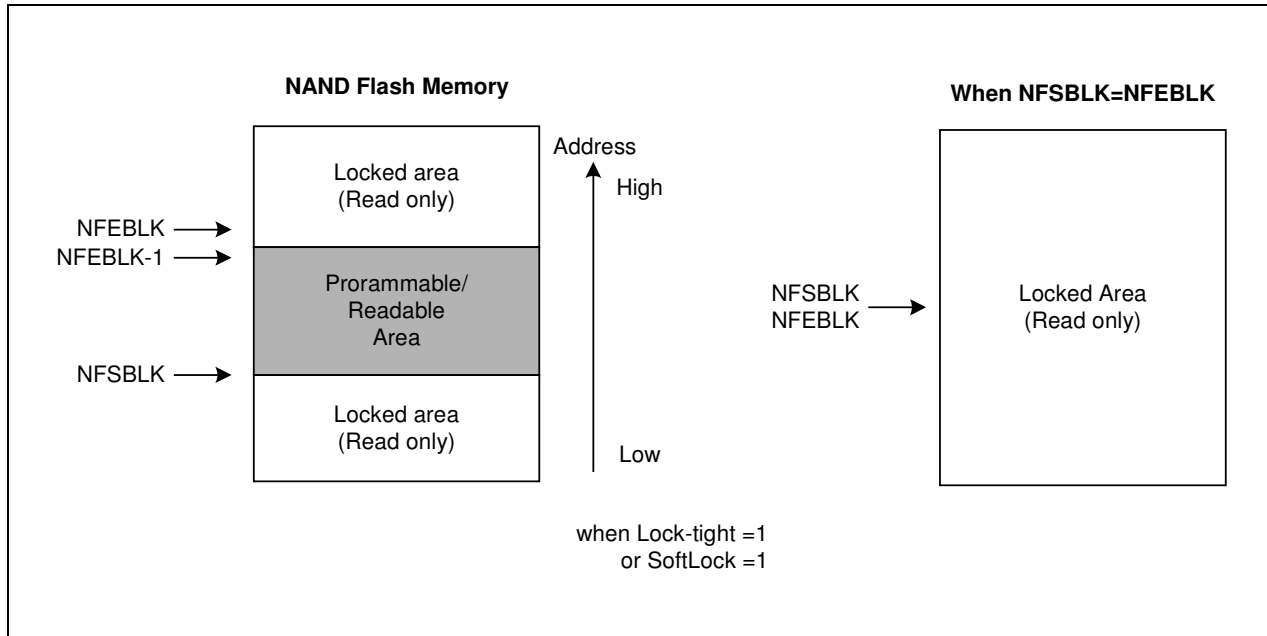 NAND Flash Memory
When NFSBLK=NFEBLK
Address
High
Locked area
(Read only)
NFEBLK
NFEBLK-1
Prorammable/
Readable
Area
NFSBLK
Locked area
(Read only)
Low
NFSBLK
NFEBLK
Locked Area
(Read only)
when Lock-tight =1
or SoftLock =1